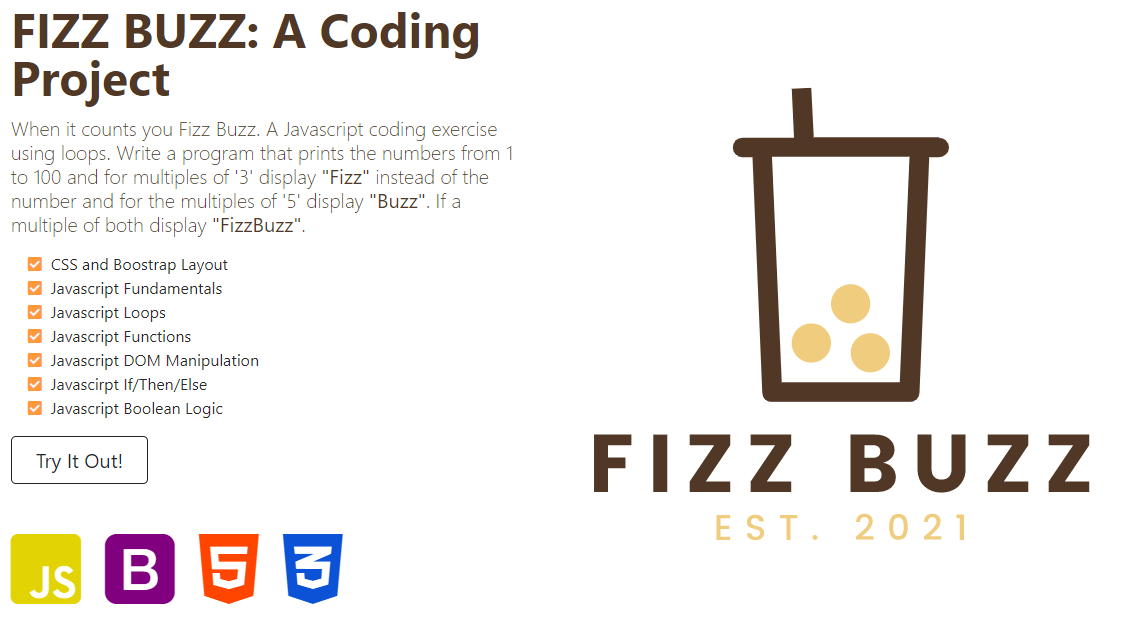 FIZZ BUZZ: A Coding
Project
When it counts you Fizz Buzz. A Javascript coding exercise
using loops. Write a program that prints the numbers from 1
to 100 and for multiples of '3' display "Fizz" instead of the
number and for the multiples of '5' display "Buzz". If a
multiple of both display "FizzBuzz".
CSS and Boostrap Layout
Javascript Fundamentals
Javascript Loops
Javascript Functions
Javascript DOM Manipulation
Javascirpt If/Then/Else
Javascript Boolean Logic
Try It Out!
JS B 5 3
FIZZ BUZZ
EST. 2021